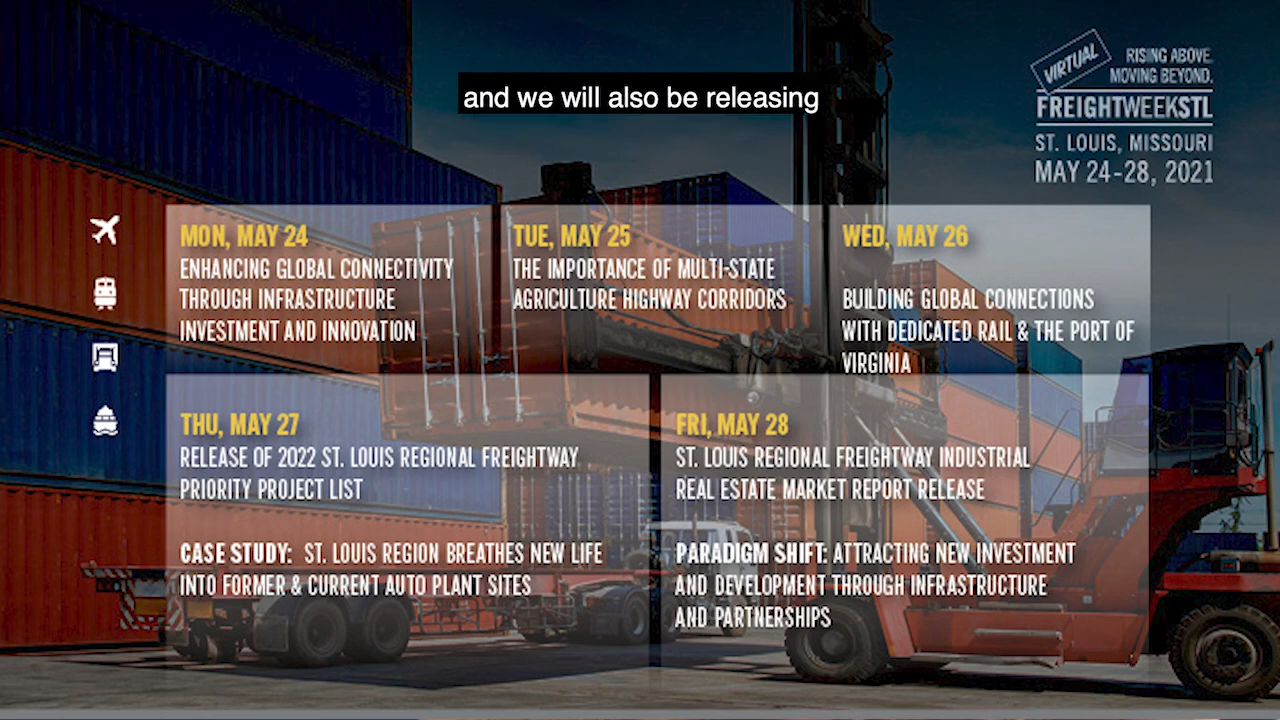 and we will also be releasing
VIRTUAL
RISING ABOVE.
MOVING BEYOND.
FREIGHTWEEKSTL
ST. LOUIS, MISSOURI
MAY 24-28, 2021
MON, MAY 24
ENHANCING GLOBAL CONNECTIVITY
THROUGH INFRASTRUCTURE
INVESTMENT AND INNOVATION
TUE, MAY 25
THE IMPORTANCE OF MULTI-STATE
AGRICULTURE HIGHWAY CORRIDORS
WED, MAY 26
BUILDING GLOBAL CONNECTIONS
WITH DEDICATED RAIL & THE PORT OF
VIRGINIA
THU, MAY 27
RELEASE OF 2022 ST. LOUIS REGIONAL FREIGHTWAY
PRIORITY PROJECT LIST
CASE STUDY: ST. LOUIS REGION BREATHES NEW LIFE
INTO FORMER & CURRENT AUTO PLANT SITES
FRI, MAY 28
ST. LOUIS REGIONAL FREIGHTWAY INDUSTRIAL
REAL ESTATE MARKET REPORT RELEASE
PARADIGM SHIFT: ATTRACTING NEW INVESTMENT
AND DEVELOPMENT THROUGH INFRASTRUCTURE
AND PARTNERSHIPS